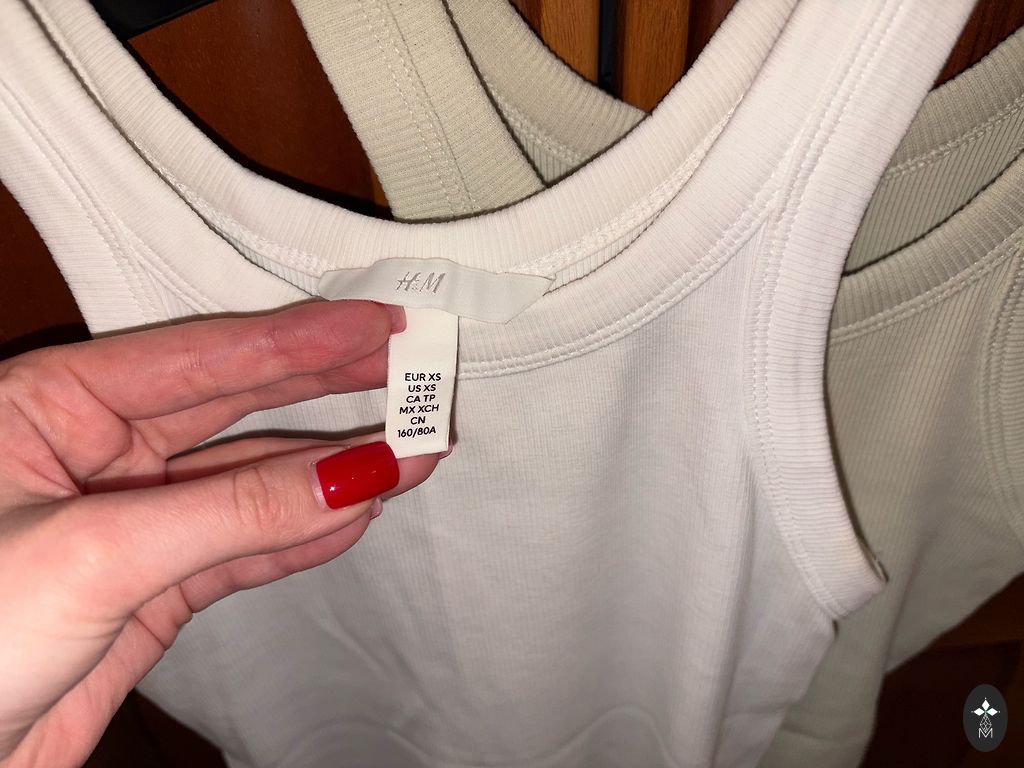 H&M
EUR XS
US XS
CA TP
MX XCH
CN
160/80A
M